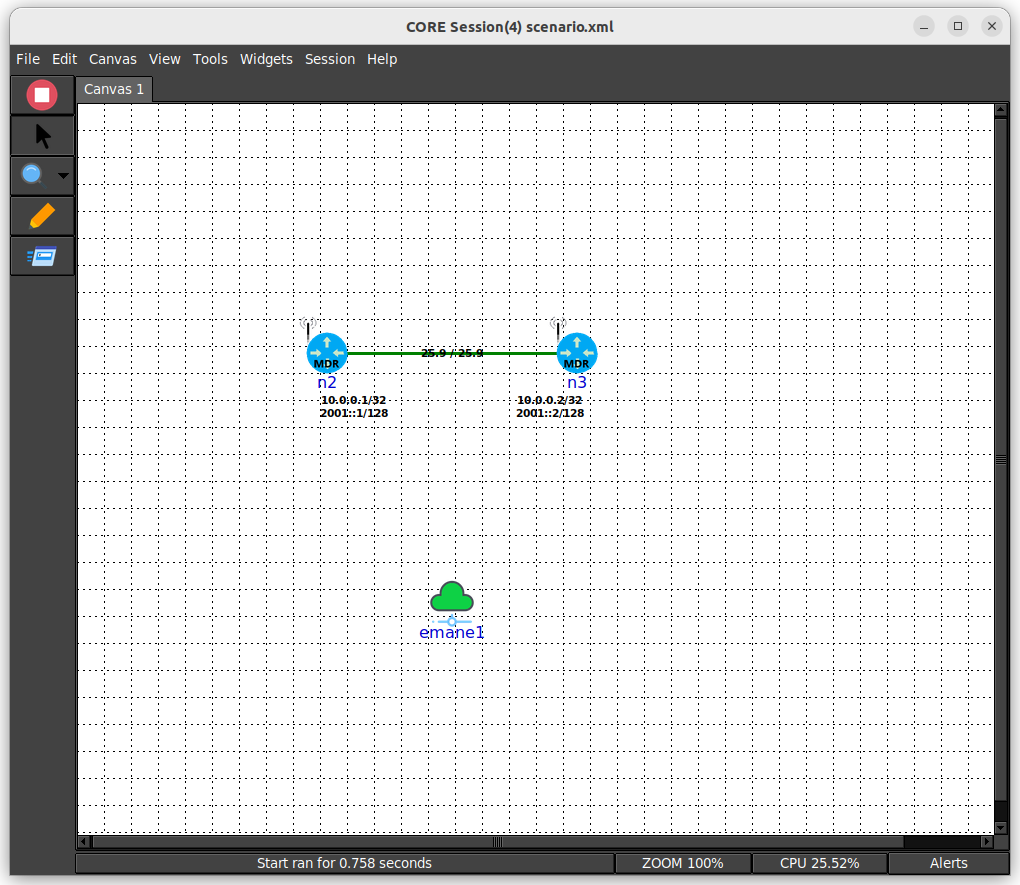 CORE Session(4) scenario.xml
File Edit Canvas View Tools Widgets Session Help
Canvas 1
25.9 / 25.9
MDR
MDR
n2
n3
10.0.0.1/32
2001::1/128
10.0.0.2/32
2001::2/128
emane1
Start ran for 0.758 seconds
ZOOM 100%
CPU 25.52%
Alerts